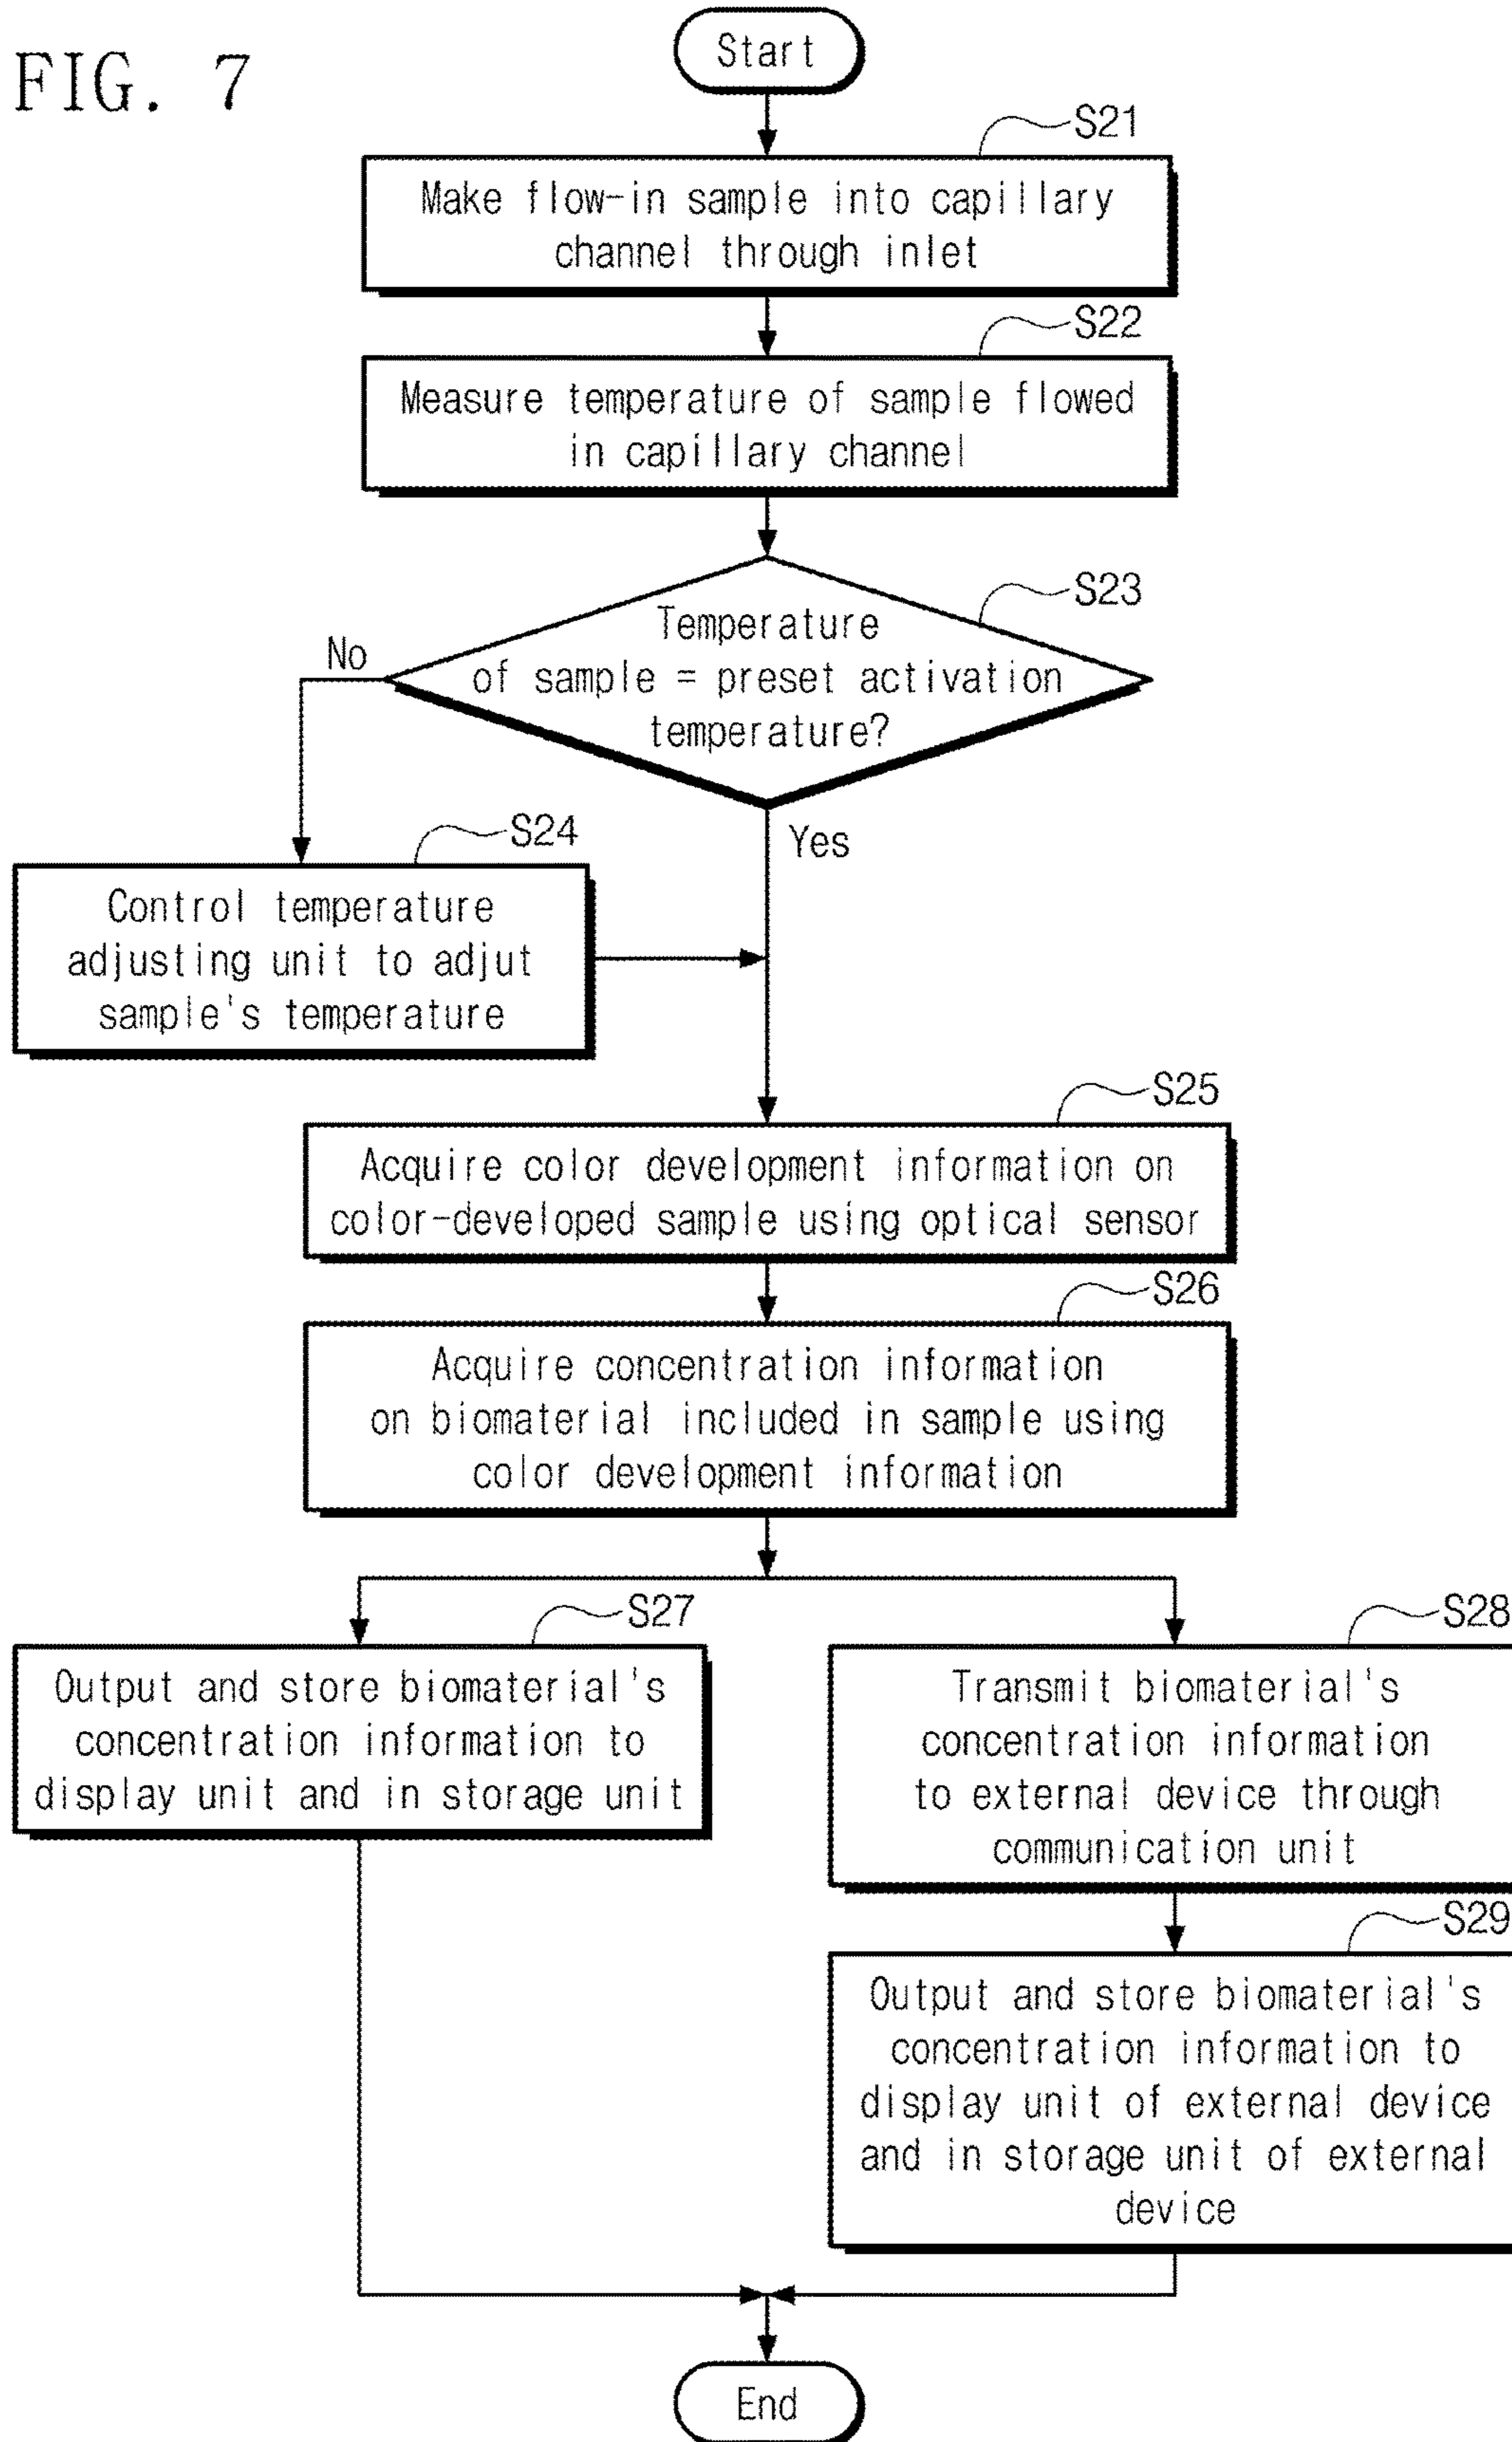 FIG. 7
Start
S21
Make flow-in sample into capillary
channel through inlet
S22
Measure temperature of sample flowed
in capillary channel
S23
Temperature
of sample = preset activation
temperature?
No
Yes
S24
Control temperature
adjusting unit to adjut
sample's temperature
S25
Acquire color development information on
color-developed sample using optical sensor
S26
Acquire concentration information
on biomaterial included in sample using
color development information
S27
Output and store biomaterial's
concentration information to
display unit and in storage unit
S28
Transmit biomaterial's
concentration information
to external device through
communication unit
S29
Output and store biomaterial's
concentration information to
display unit of external device
and in storage unit of external
device
End